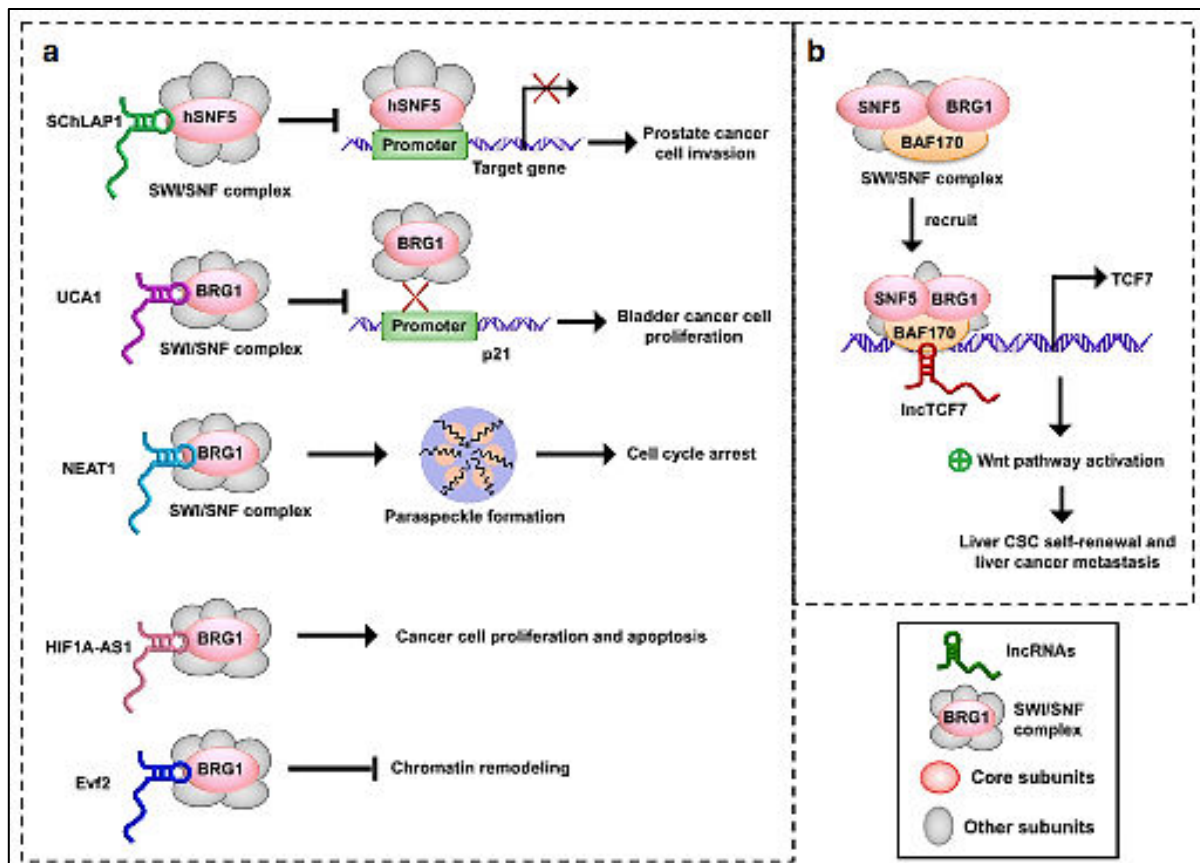 a
SChLAP1
hSNF5
SWI/SNF complex
hSNF5
Promoter
Target gene
Prostate cancer
cell invasion
UCA1
BRG1
SWI/SNF complex
BRG1
Promoter
p21
Bladder cancer cell
proliferation
NEAT1
BRG1
SWI/SNF complex
Paraspeckle formation
Cell cycle arrest
HIF1A-AS1
BRG1
Cancer cell proliferation and apoptosis
Evf2
BRG1
Chromatin remodeling
b
SNF5
BRG1
BAF170
SWI/SNF complex
recruit
SNF5
BRG1
BAF170
TCF7
lncTCF7
Wnt pathway activation
Liver CSC self-renewal and
liver cancer metastasis
lncRNAs
BRG1
SWI/SNF
complex
Core subunits
Other subunits